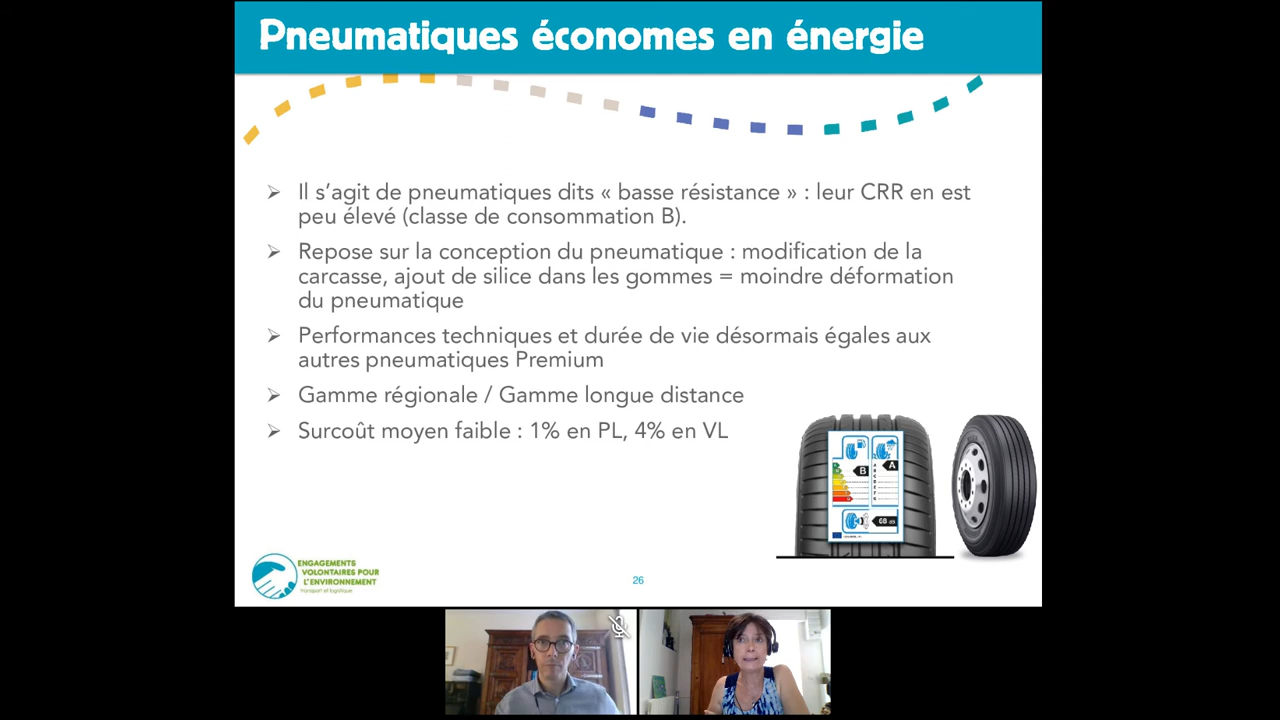 Pneumatiques économes en énergie
Il s’agit de pneumatiques dits « basse résistance » : leur CRR en est
peu élevé (classe de consommation B).
Repose sur la conception du pneumatique : modification de la
carcasse, ajout de silice dans les gommes = moindre déformation
du pneumatique
Performances techniques et durée de vie désormais égales aux
autres pneumatiques Premium
Gamme régionale / Gamme longue distance
Surcoût moyen faible : 1% en PL, 4% en VL
B
A
68
ENGAGEMENTS
VOLONTAIRES POUR
L’ENVIRONNEMENT
transport et logistique
26